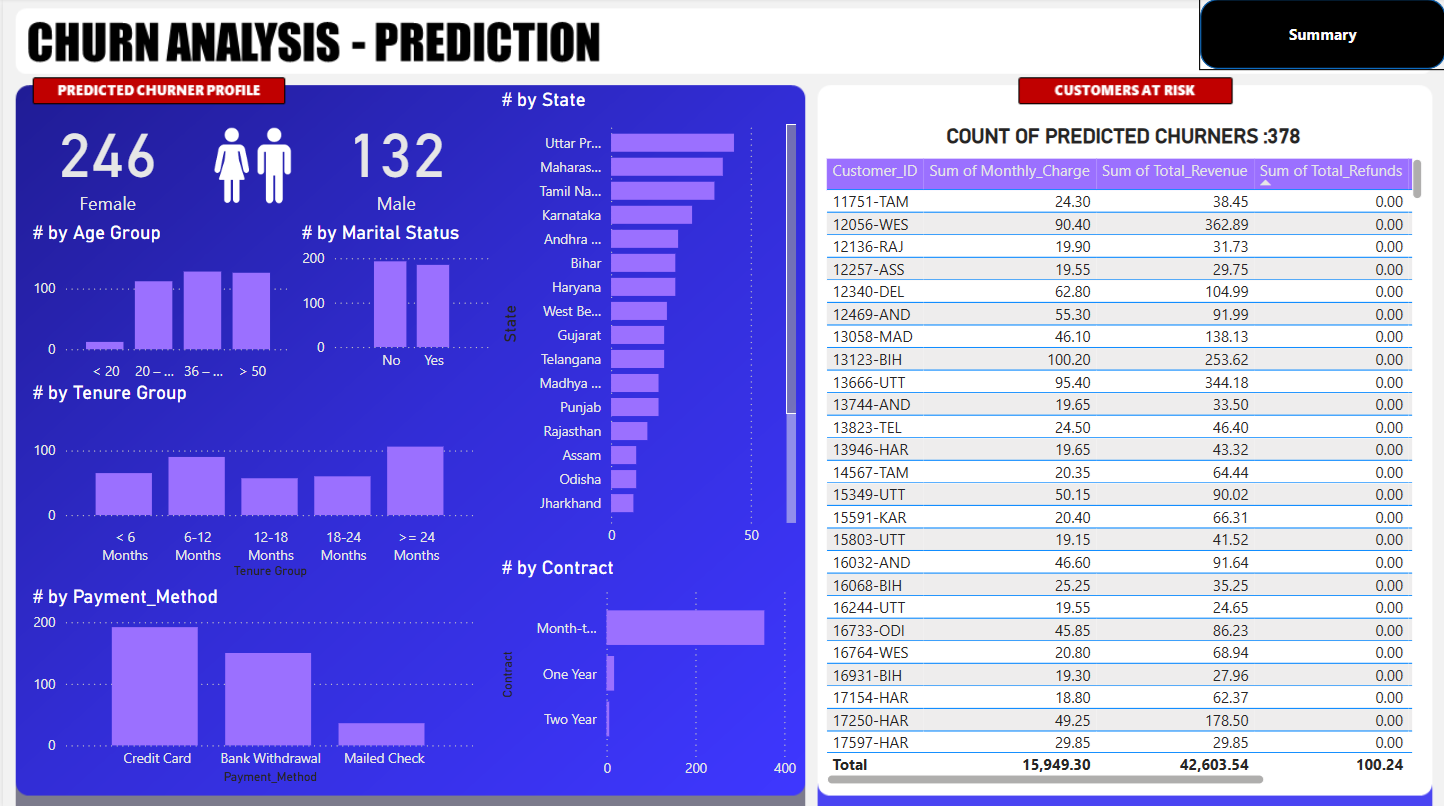 CHURN ANALYSIS - PREDICTION
Summary
PREDICTED CHURNER PROFILE
246
Female
132
Male
# by Age Group
100
0
< 20 20 – ... 36 – ... > 50
# by Marital Status
200
100
0
No Yes
# by Tenure Group
100
0
< 6 Months 6-12 Months 12-18 Months 18-24 Months >= 24 Months
Tenure Group
# by Payment_Method
200
100
0
Credit Card Bank Withdrawal Mailed Check
Payment_Method
# by State
State
Uttar Pr...
Maharas...
Tamil Na...
Karnataka
Andhra ...
Bihar
Haryana
West Be...
Gujarat
Telangana
Madhya ...
Punjab
Rajasthan
Assam
Odisha
Jharkhand
0 50
# by Contract
Contract
Month-t...
One Year
Two Year
0 200 400
CUSTOMERS AT RISK
COUNT OF PREDICTED CHURNERS :378
Customer_ID Sum of Monthly_Charge Sum of Total_Revenue Sum of Total_Refunds
11751-TAM 24.30 38.45 0.00
12056-WES 90.40 362.89 0.00
12136-RAJ 19.90 31.73 0.00
12257-ASS 19.55 29.75 0.00
12340-DEL 62.80 104.99 0.00
12469-AND 55.30 91.99 0.00
13058-MAD 46.10 138.13 0.00
13123-BIH 100.20 253.62 0.00
13666-UTT 95.40 344.18 0.00
13744-AND 19.65 33.50 0.00
13823-TEL 24.50 46.40 0.00
13946-HAR 19.65 43.32 0.00
14567-TAM 20.35 64.44 0.00
15349-UTT 50.15 90.02 0.00
15591-KAR 20.40 66.31 0.00
15803-UTT 19.15 41.52 0.00
16032-AND 46.60 91.64 0.00
16068-BIH 25.25 35.25 0.00
16244-UTT 19.55 24.65 0.00
16733-ODI 45.85 86.23 0.00
16764-WES 20.80 68.94 0.00
16931-BIH 19.30 27.96 0.00
17154-HAR 18.80 62.37 0.00
17250-HAR 49.25 178.50 0.00
17597-HAR 29.85 29.85 0.00
Total 15,949.30 42,603.54 100.24